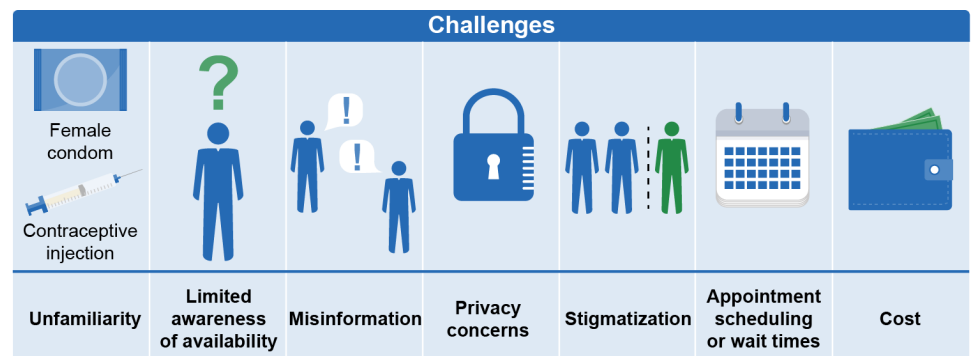 Challenges
Female
condom
Contraceptive
injection
?
!
!
Unfamiliarity
Limited
awareness
of availability
Misinformation
Privacy
concerns
Stigmatization
Appointment
scheduling
or wait times
Cost